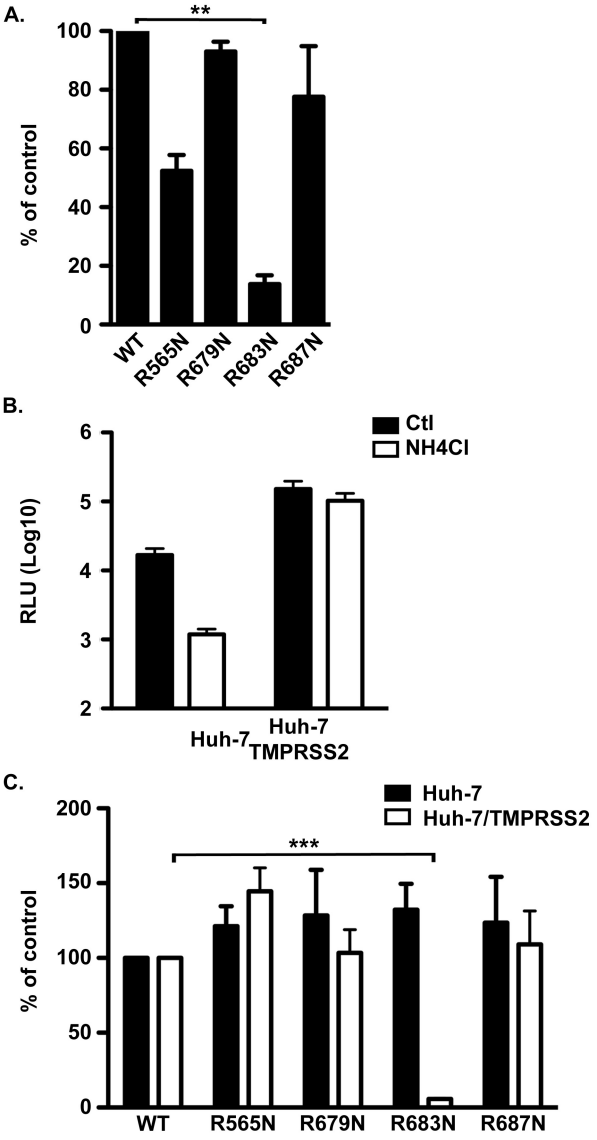 A.
**
100
80
60
40
20
0
% of control
WT
R565N
R679N
R683N
R687N
B.
Ctl
NH4Cl
6
5
4
3
2
RLU (Log10)
Huh-7
Huh-7
TMPRSS2
C.
Huh-7
Huh-7/TMPRSS2
***
200
150
100
50
0
% of control
WT
R565N
R679N
R683N
R687N